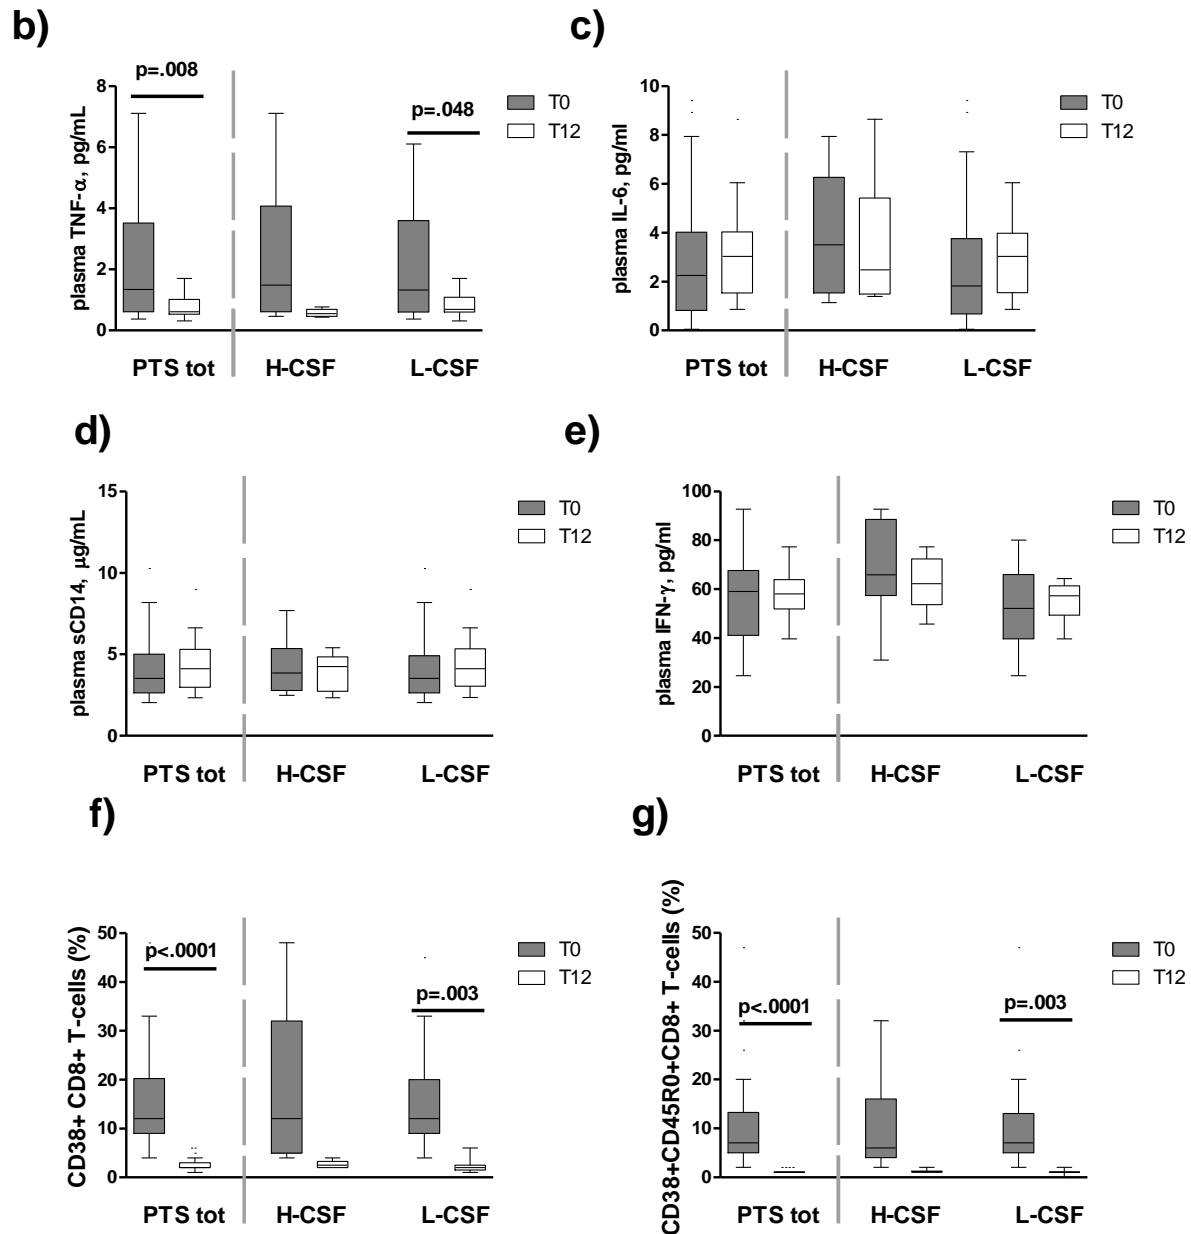 b)
p=.008
p=.048
T0
T12
plasma TNF-α, pg/mL
8
6
4
2
0
PTS tot
H-CSF
L-CSF
c)
T0
T12
plasma IL-6, pg/ml
10
8
6
4
2
0
PTS tot
H-CSF
L-CSF
d)
T0
T12
plasma sCD14, µg/mL
15
10
5
0
PTS tot
H-CSF
L-CSF
e)
T0
T12
plasma IFN-γ, pg/ml
100
80
60
40
20
0
PTS tot
H-CSF
L-CSF
f)
p<.0001
p=.003
T0
T12
CD38+ CD8+ T-cells (%)
50
40
30
20
10
0
PTS tot
H-CSF
L-CSF
g)
p<.0001
p=.003
T0
T12
CD38+CD45R0+CD8+ T-cells (%)
50
40
30
20
10
0
PTS tot
H-CSF
L-CSF